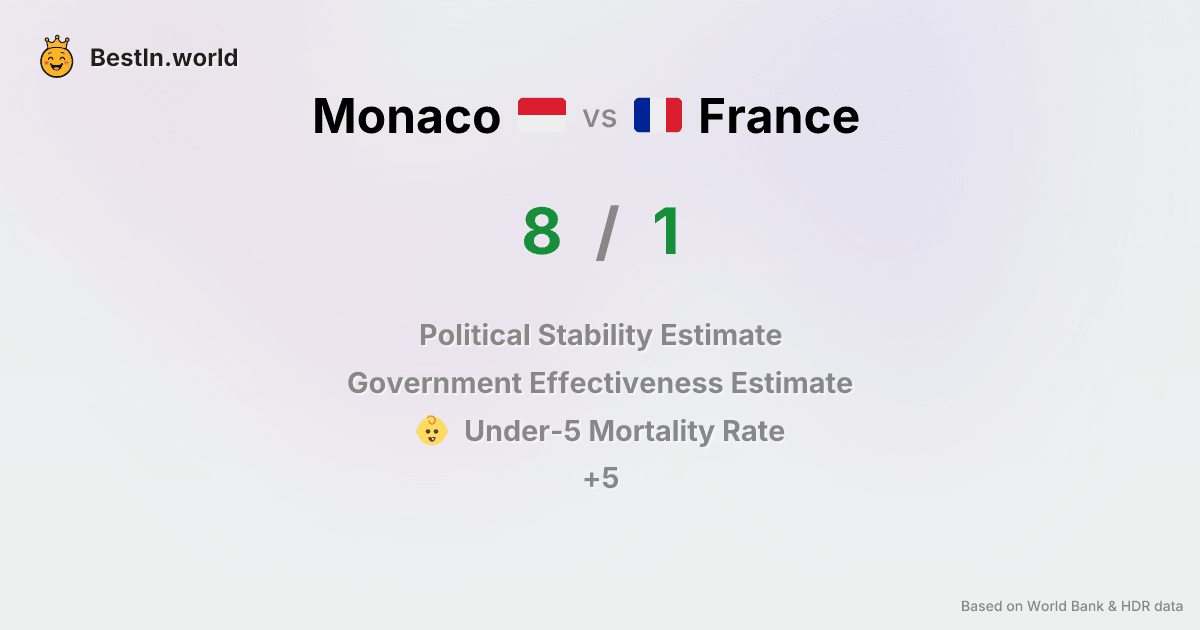 BestIn.world
Monaco vs France
8 / 1
Political Stability Estimate
Government Effectiveness Estimate
Under-5 Mortality Rate
+5
Based on World Bank & HDR data